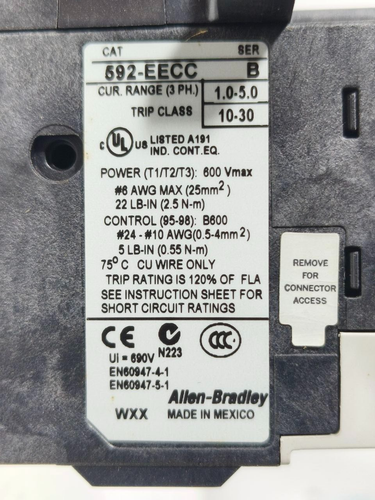 CAT SER
592-EECC B
CUR. RANGE (3 PH.) 1.0-5.0
TRIP CLASS 10-30
c UL US LISTED A191
IND. CONT.EQ.
POWER (T1/T2/T3): 600 Vmax
#6 AWG MAX (25mm²)
22 LB-IN (2.5 N-m)
CONTROL (95-98): B600
#24 - #10 AWG(0.5-4mm²)
5 LB-IN (0.55 N-m)
75°C CU WIRE ONLY
TRIP RATING IS 120% OF FLA
SEE INSTRUCTION SHEET FOR
SHORT CIRCUIT RATINGS
REMOVE
FOR
CONNECTOR
ACCESS
CE CCC
Ui = 690V N223
EN60947-4-1
EN60947-5-1
Allen-Bradley
WXX MADE IN MEXICO